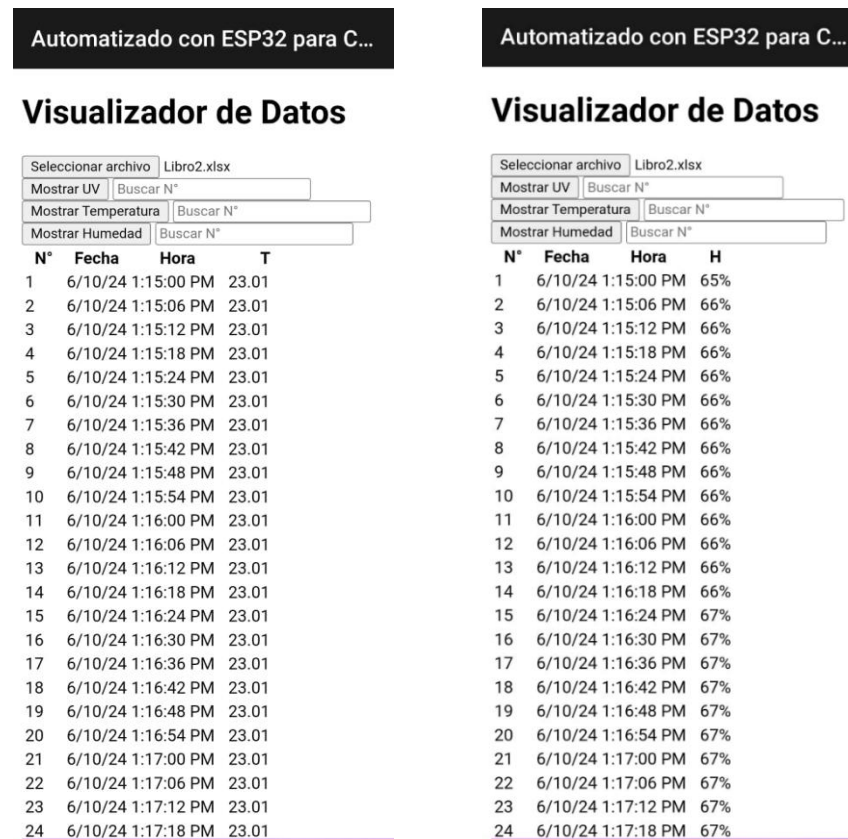 Automatizado con ESP32 para C...
Visualizador de Datos
Seleccionar archivo Libro2.xlsx
Mostrar UV Buscar N°
Mostrar Temperatura Buscar N°
Mostrar Humedad Buscar N°
N° Fecha Hora T
1 6/10/24 1:15:00 PM 23.01
2 6/10/24 1:15:06 PM 23.01
3 6/10/24 1:15:12 PM 23.01
4 6/10/24 1:15:18 PM 23.01
5 6/10/24 1:15:24 PM 23.01
6 6/10/24 1:15:30 PM 23.01
7 6/10/24 1:15:36 PM 23.01
8 6/10/24 1:15:42 PM 23.01
9 6/10/24 1:15:48 PM 23.01
10 6/10/24 1:15:54 PM 23.01
11 6/10/24 1:16:00 PM 23.01
12 6/10/24 1:16:06 PM 23.01
13 6/10/24 1:16:12 PM 23.01
14 6/10/24 1:16:18 PM 23.01
15 6/10/24 1:16:24 PM 23.01
16 6/10/24 1:16:30 PM 23.01
17 6/10/24 1:16:36 PM 23.01
18 6/10/24 1:16:42 PM 23.01
19 6/10/24 1:16:48 PM 23.01
20 6/10/24 1:16:54 PM 23.01
21 6/10/24 1:17:00 PM 23.01
22 6/10/24 1:17:06 PM 23.01
23 6/10/24 1:17:12 PM 23.01
24 6/10/24 1:17:18 PM 23.01
Automatizado con ESP32 para C...
Visualizador de Datos
Seleccionar archivo Libro2.xlsx
Mostrar UV Buscar N°
Mostrar Temperatura Buscar N°
Mostrar Humedad Buscar N°
N° Fecha Hora H
1 6/10/24 1:15:00 PM 65%
2 6/10/24 1:15:06 PM 66%
3 6/10/24 1:15:12 PM 66%
4 6/10/24 1:15:18 PM 66%
5 6/10/24 1:15:24 PM 66%
6 6/10/24 1:15:30 PM 66%
7 6/10/24 1:15:36 PM 66%
8 6/10/24 1:15:42 PM 66%
9 6/10/24 1:15:48 PM 66%
10 6/10/24 1:15:54 PM 66%
11 6/10/24 1:16:00 PM 66%
12 6/10/24 1:16:06 PM 66%
13 6/10/24 1:16:12 PM 66%
14 6/10/24 1:16:18 PM 66%
15 6/10/24 1:16:24 PM 67%
16 6/10/24 1:16:30 PM 67%
17 6/10/24 1:16:36 PM 67%
18 6/10/24 1:16:42 PM 67%
19 6/10/24 1:16:48 PM 67%
20 6/10/24 1:16:54 PM 67%
21 6/10/24 1:17:00 PM 67%
22 6/10/24 1:17:06 PM 67%
23 6/10/24 1:17:12 PM 67%
24 6/10/24 1:17:18 PM 67%